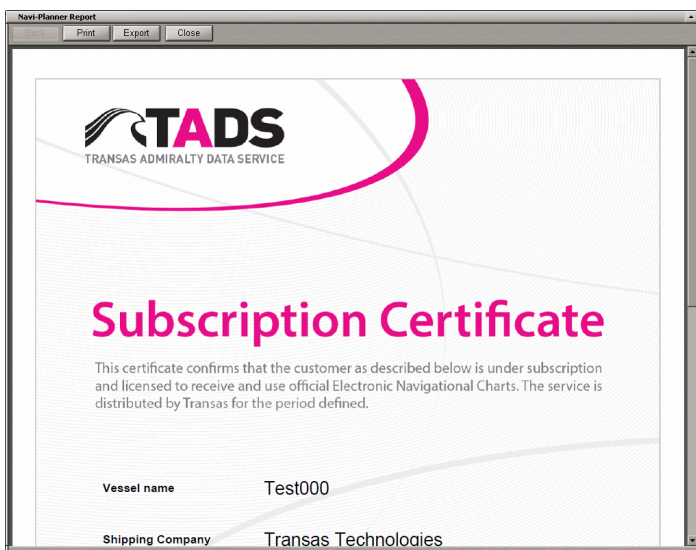 Navi-Planner Report
Back Print Export Close
TADS
TRANSAS ADMIRALTY DATA SERVICE
Subscription Certificate
This certificate confirms that the customer as described below is under subscription
and licensed to receive and use official Electronic Navigational Charts. The service is
distributed by Transas for the period defined.
Vessel name Test000
Shipping Company Transas Technologies